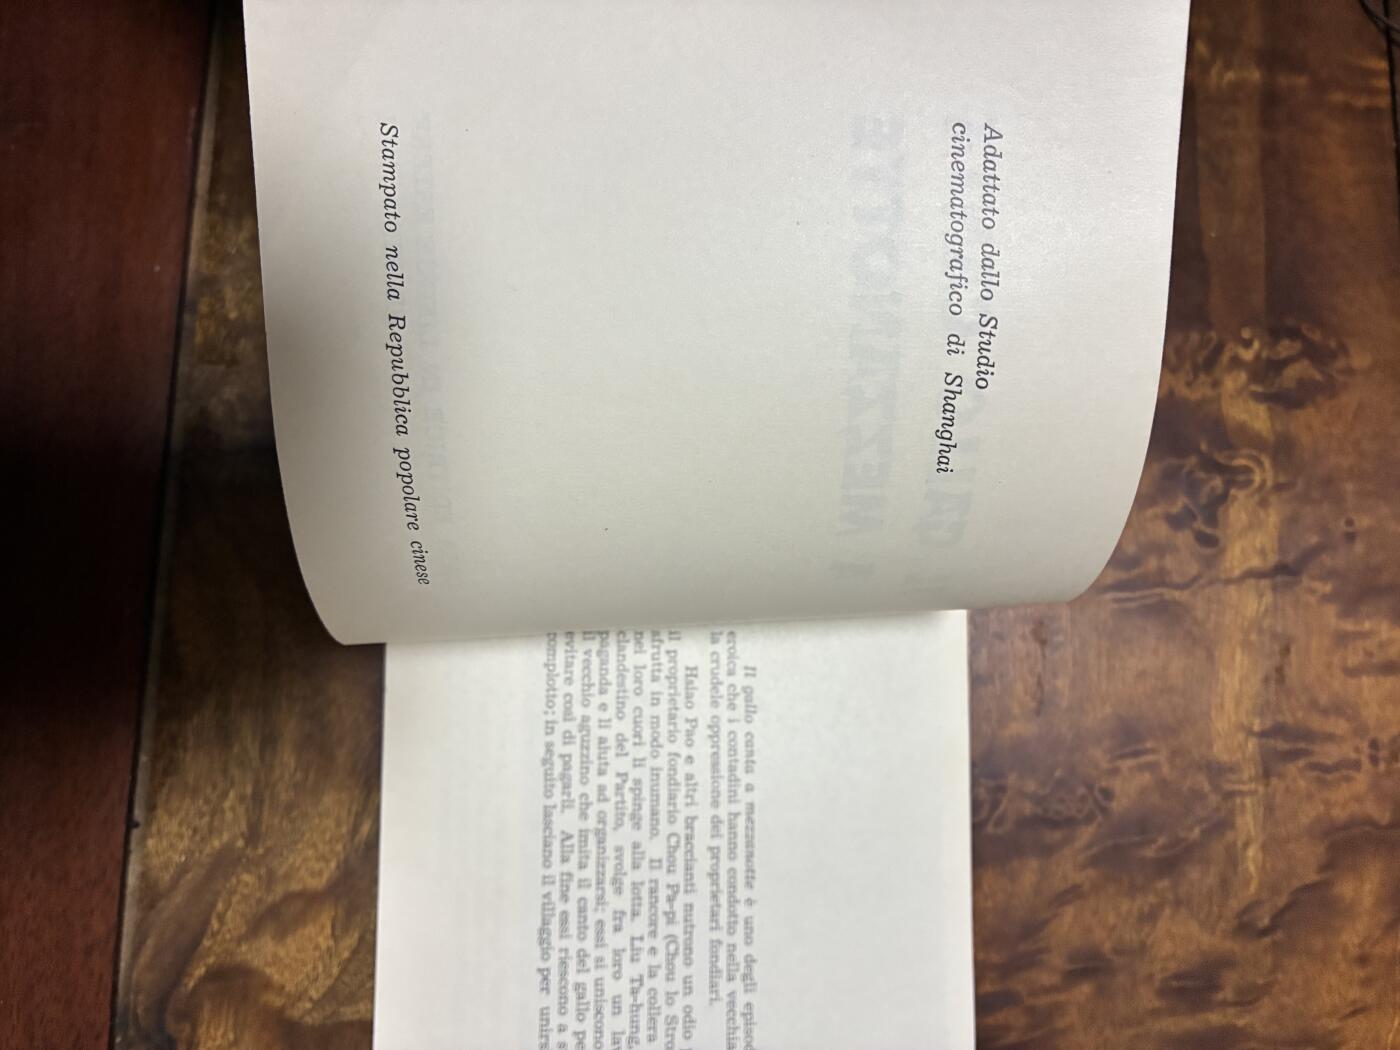 Adattato dallo Studio
cinematografico di Shanghai
Stampato nella Repubblica popolare cinese
Il gallo canta a mezzanotte è uno degli
eroica che i contadini hanno condotto nella vecchia
la crudele oppressione dei proprietari fondiari.
Hsiao Pao e altri braccianti nutrono un odio
il proprietario fondiario Chou Pa-pi (Chou lo
sfrutta in modo inumano. Il rancore e la collera
nei loro cuori li spinge alla lotta. Liu Ta-hung,
clandestino del Partito, svolge fra loro un
paganda e li aiuta ad organizzarsi; essi si uniscono
il vecchio aguzzino che imita il canto del gallo
evitare così di pagarli. Alla fine essi riescono a
complotto; in seguito lasciano il villaggio per